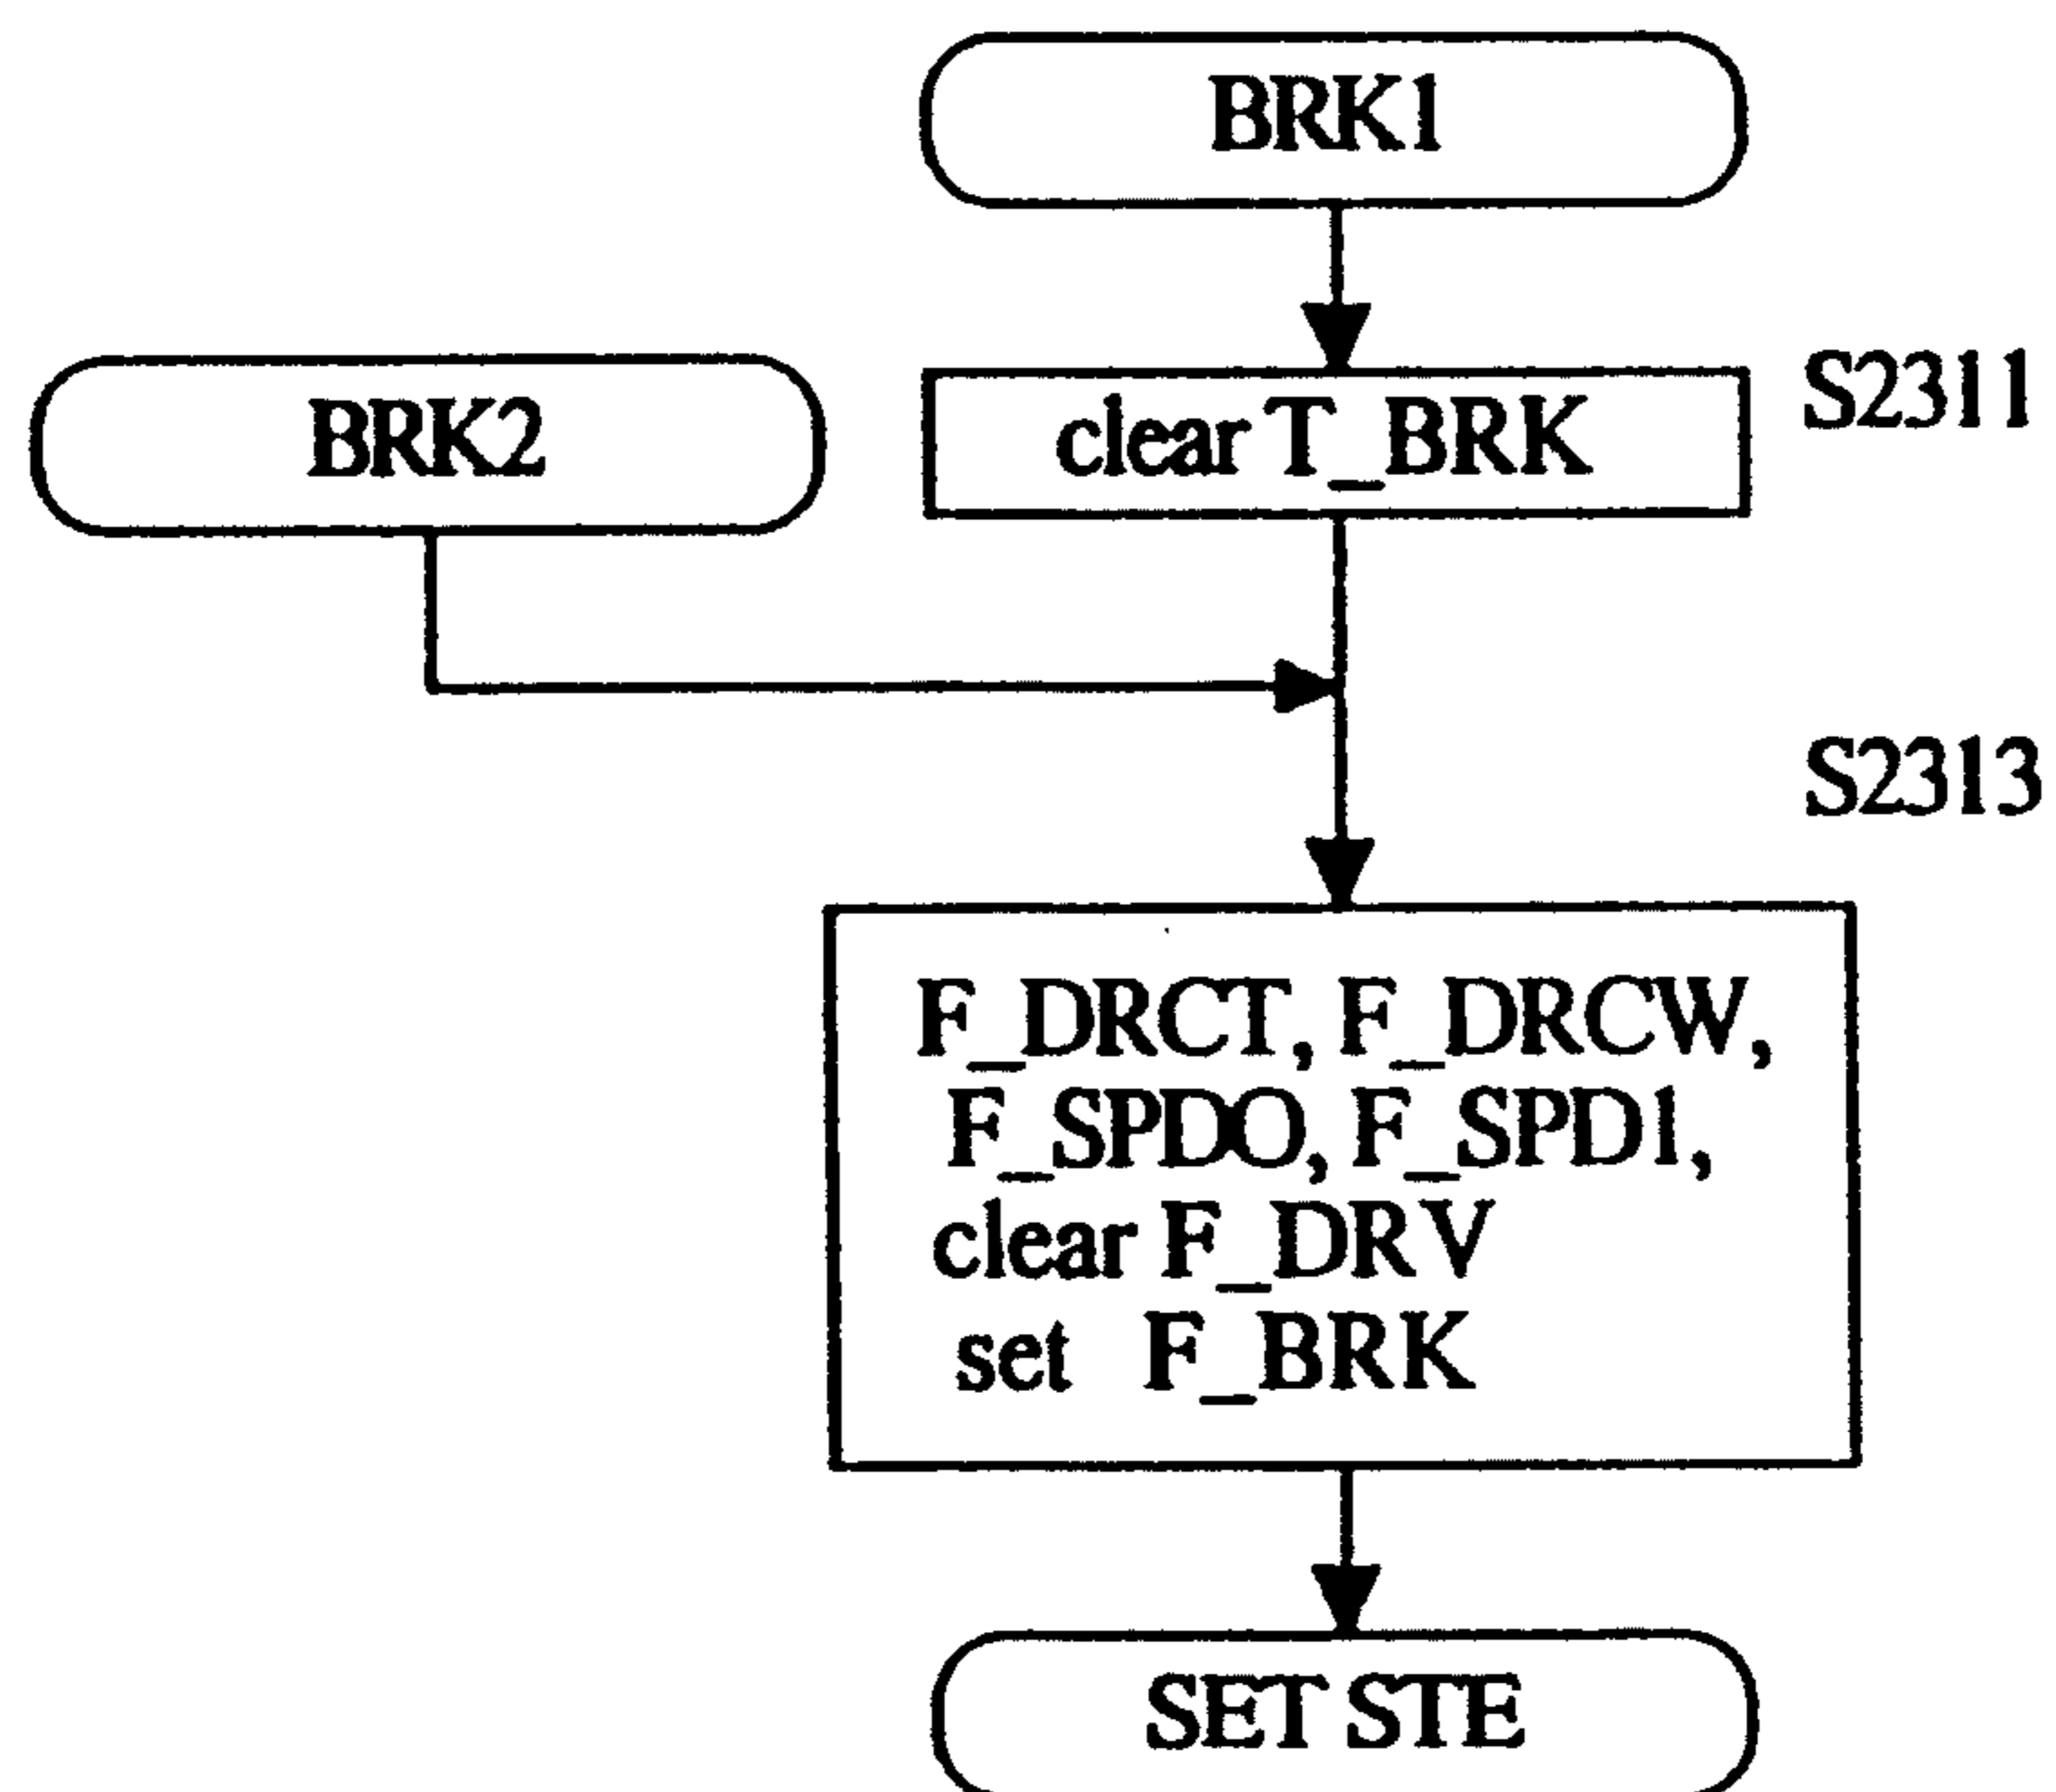 BRK1
BRK2
clear T_BRK
S2311
S2313
F_DRCT, F_DRCW,
F_SPDO, F_SPD1,
clear F_DRV
set F_BRK
SET STE